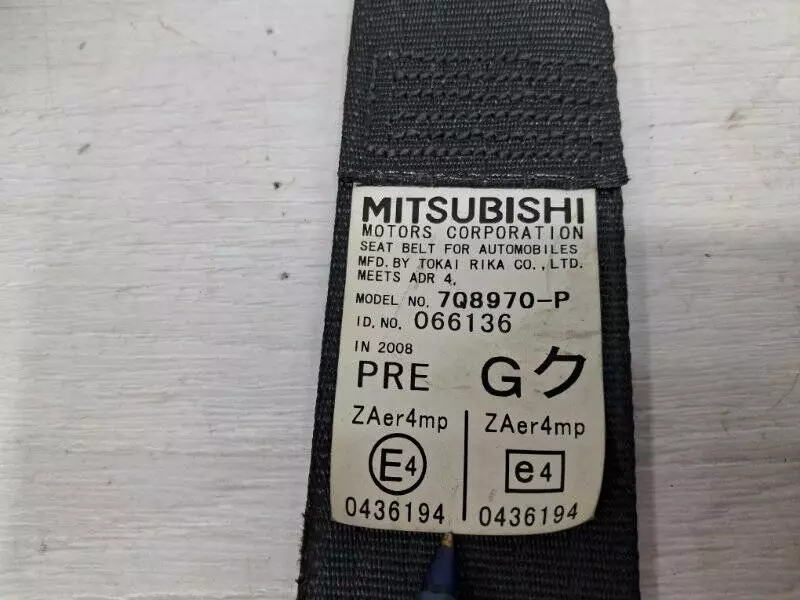 MITSUBISHI
MOTORS CORPORATION
SEAT BELT FOR AUTOMOBILES
MFD. BY TOKAI RIKA CO.,LTD.
MEETS ADR 4.
MODEL NO. 7Q8970-P
ID. NO. 066136
IN 2008
PRE Gク
ZAer4mp ZAer4mp
E4 e4
0436194 0436194